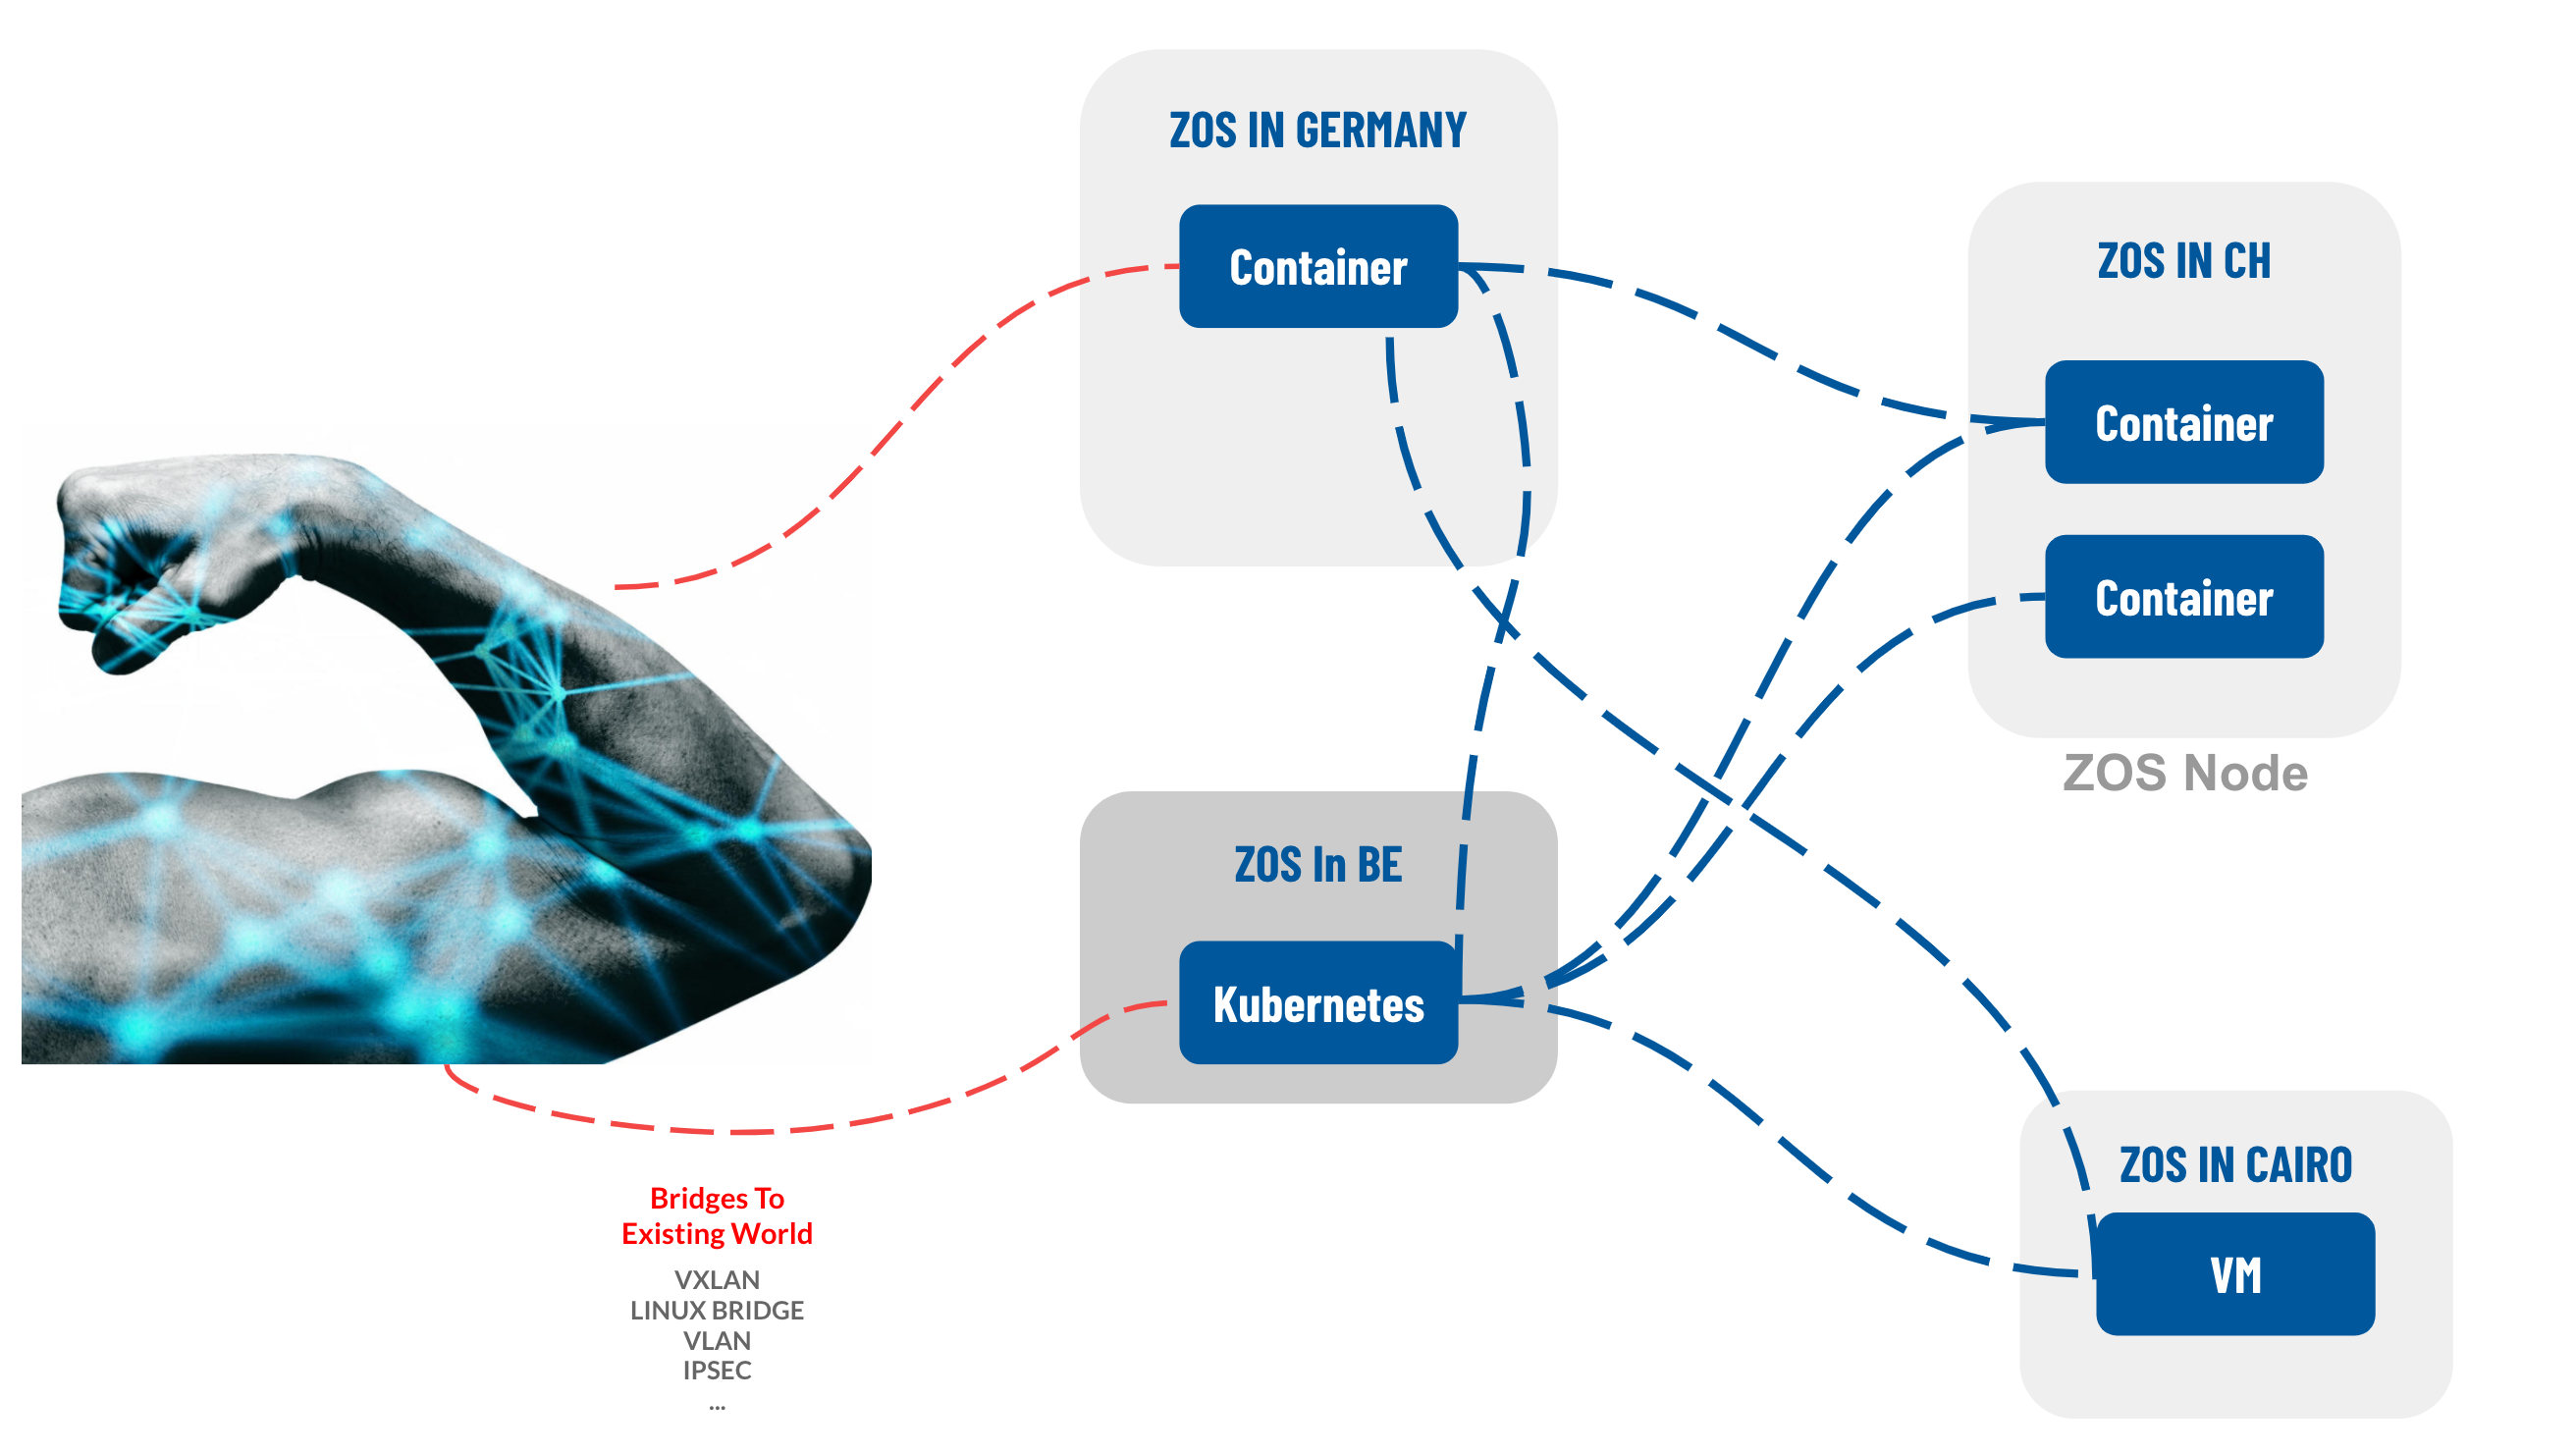 ZOS IN GERMANY
Container
ZOS IN CH
Container
Container
ZOS Node
ZOS In BE
Kubernetes
ZOS IN CAIRO
VM
Bridges To
Existing World
VXLAN
LINUX BRIDGE
VLAN
IPSEC
...